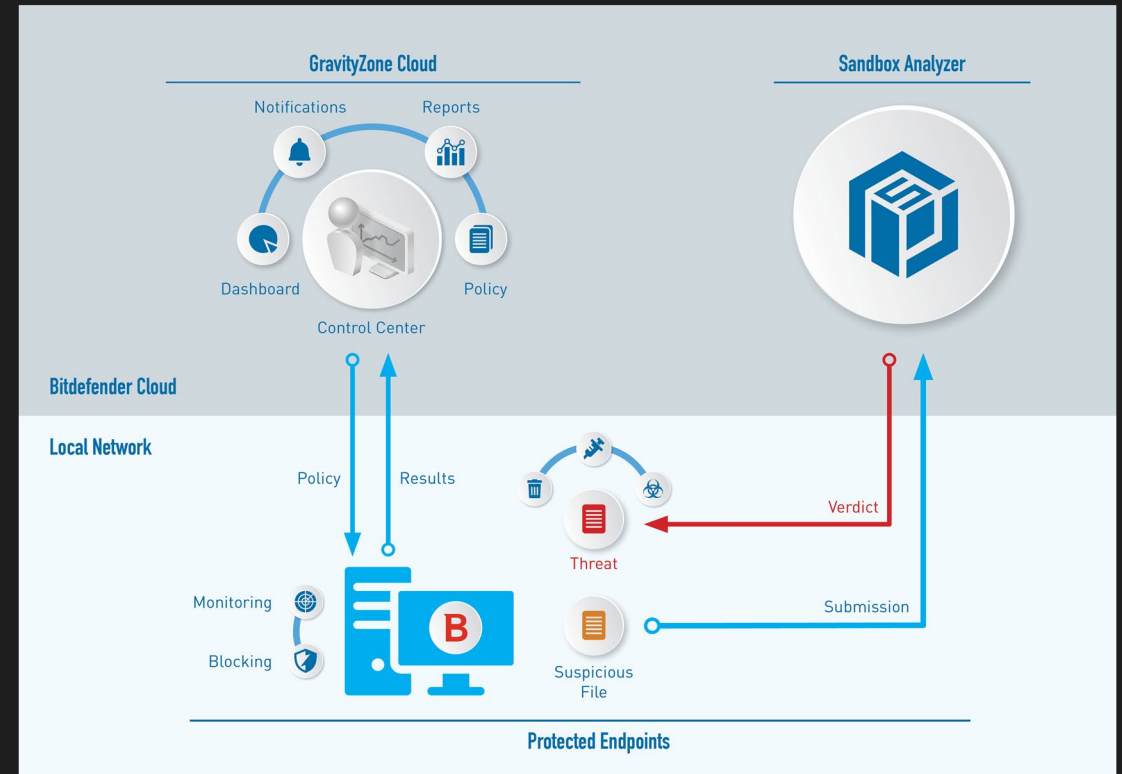 GravityZone Cloud
Sandbox Analyzer
Notifications
Reports
Dashboard
Policy
Control Center
Bitdefender Cloud
Local Network
Policy
Results
Verdict
Threat
Monitoring
Blocking
B
Submission
Suspicious
File
Protected Endpoints